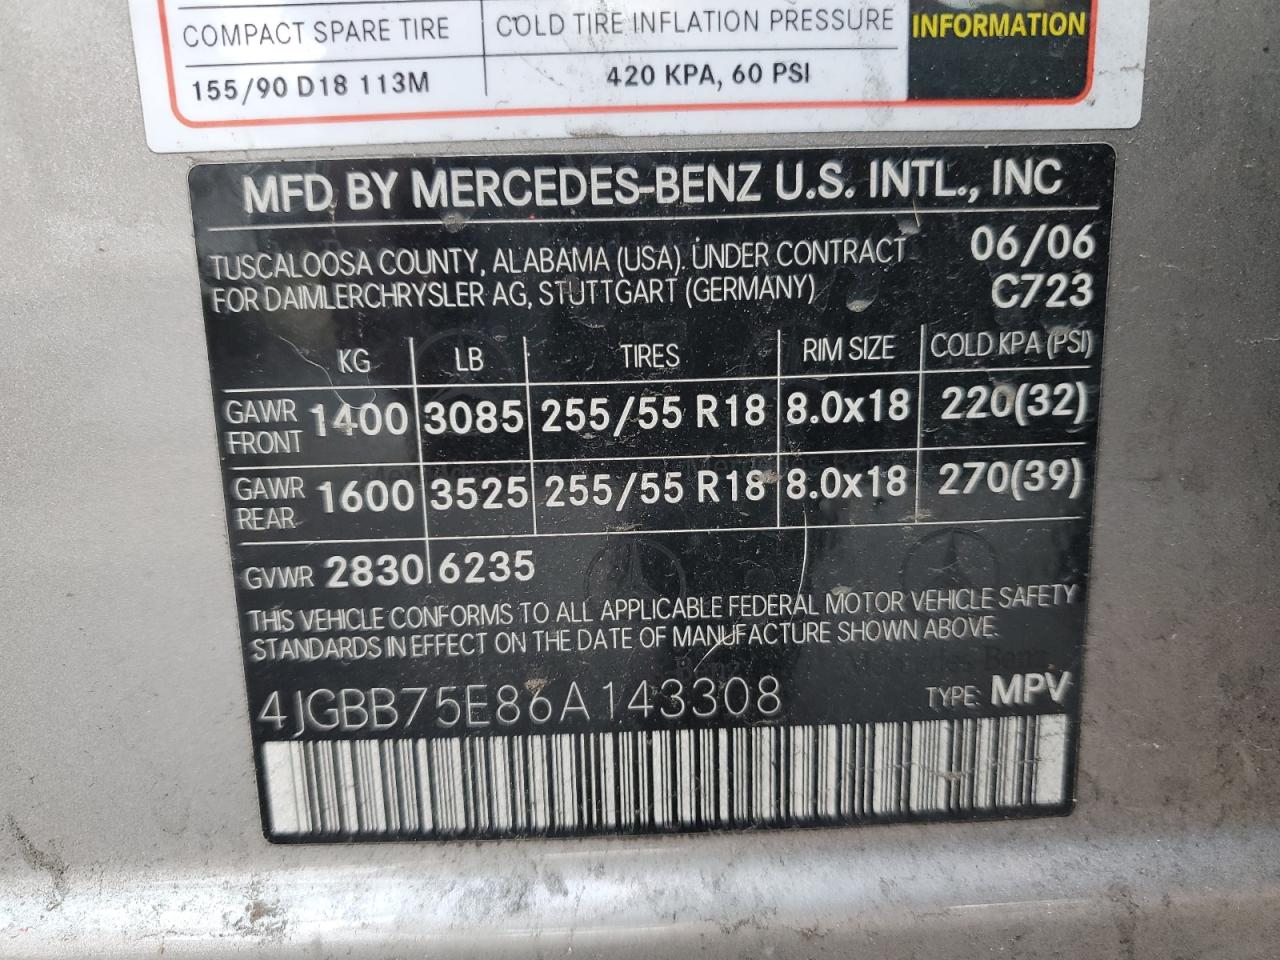 COMPACT SPARE TIRE COLD TIRE INFLATION PRESSURE INFORMATION
155/90 D18 113M 420 KPA, 60 PSI
MFD BY MERCEDES-BENZ U.S. INTL., INC
TUSCALOOSA COUNTY, ALABAMA (USA). UNDER CONTRACT 06/06
FOR DAIMLERCHRYSLER AG, STUTTGART (GERMANY) C723
KG LB TIRES RIM SIZE COLD KPA (PSI)
GAWR FRONT 1400 3085 255/55 R18 8.0x18 220(32)
GAWR REAR 1600 3525 255/55 R18 8.0x18 270(39)
GVWR 2830 6235
THIS VEHICLE CONFORMS TO ALL APPLICABLE FEDERAL MOTOR VEHICLE SAFETY
STANDARDS IN EFFECT ON THE DATE OF MANUFACTURE SHOWN ABOVE.
4JGBB75E86A143308 TYPE: MPV